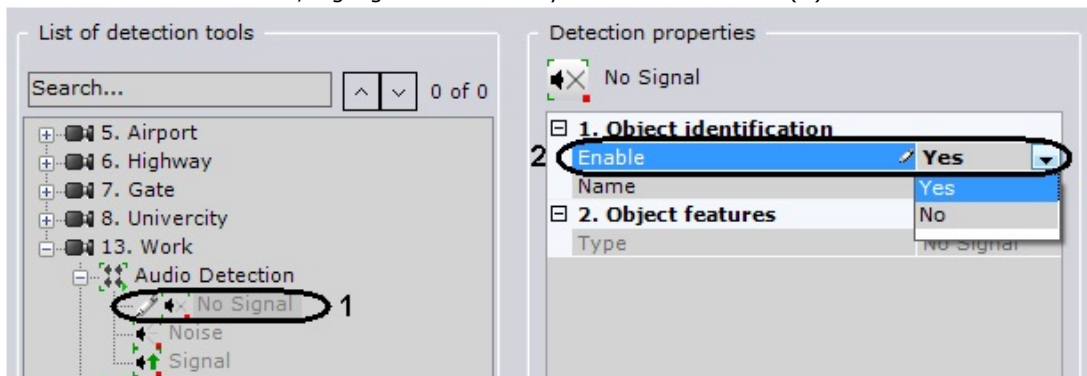 List of detection tools
Search...
0 of 0
5. Airport
6. Highway
7. Gate
8. Univercity
13. Work
Audio Detection
No Signal 1
Noise
Signal
Detection properties
No Signal
1. Object identification
2 Enable Yes
Name Yes
2. Object features No
Type No Signal